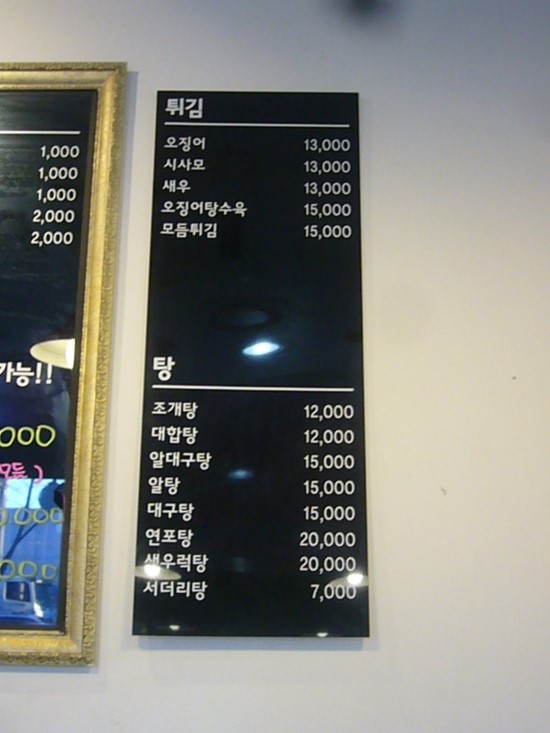 1,000
1,000
1,000
2,000
2,000
가능!!
튀김
오징어 13,000
시사모 13,000
새우 13,000
오징어탕수육 15,000
모듬튀김 15,000
탕
조개탕 12,000
대합탕 12,000
알대구탕 15,000
알탕 15,000
대구탕 15,000
연포탕 20,000
새우럭탕 20,000
서더리탕 7,000